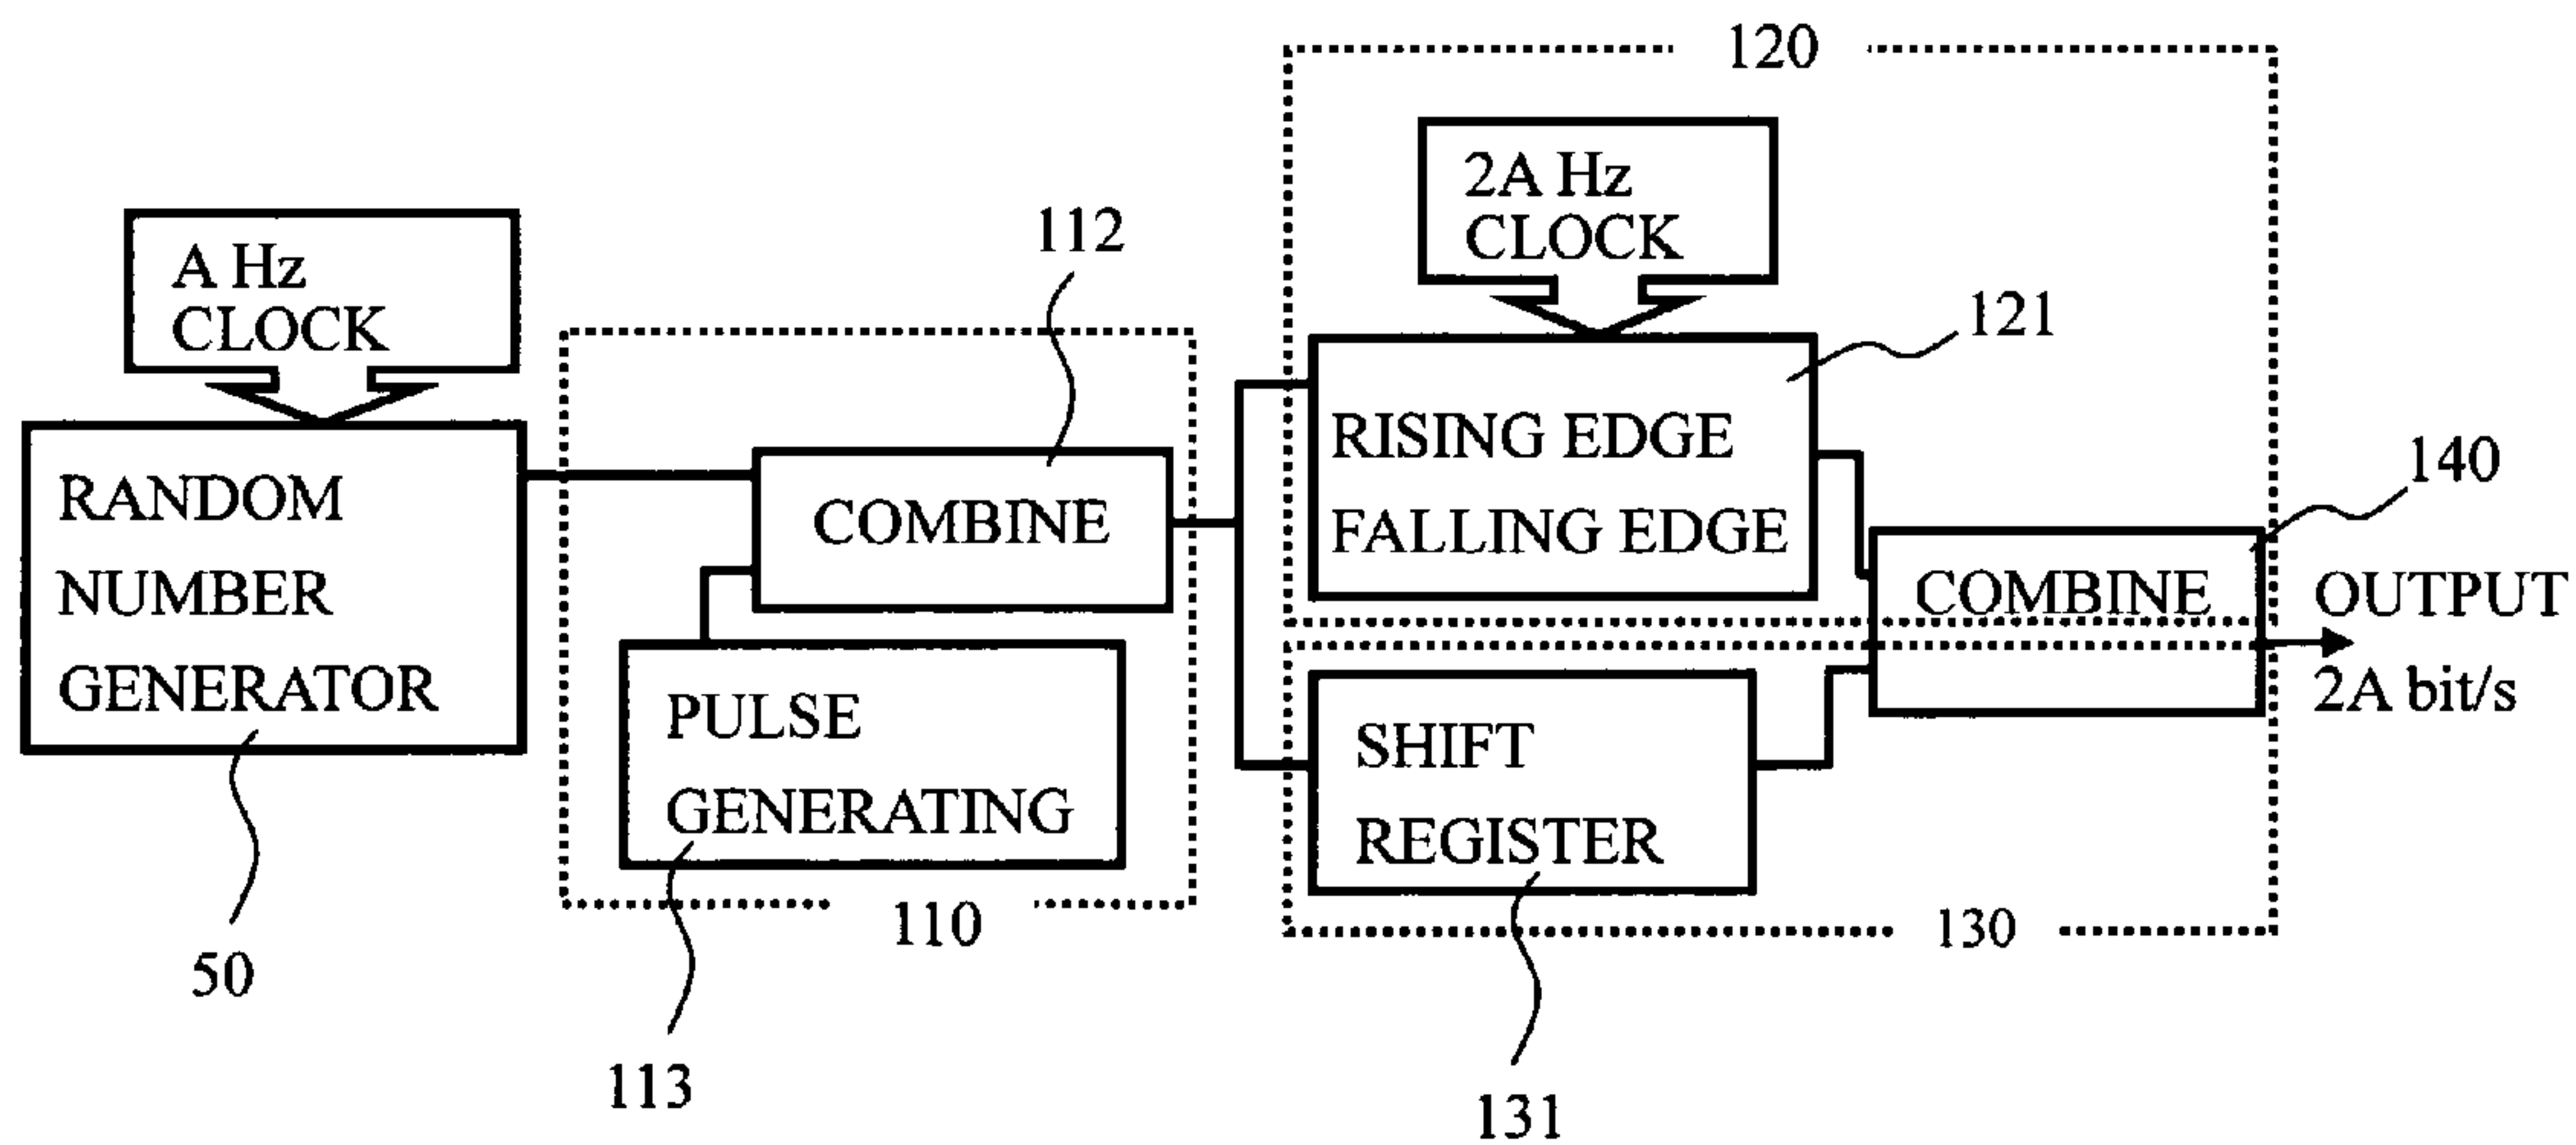 120
2A Hz
CLOCK
112
A Hz
CLOCK
121
RISING EDGE
FALLING EDGE
140
RANDOM
NUMBER
GENERATOR
COMBINE
COMBINE
OUTPUT
2A bit/s
PULSE
GENERATING
SHIFT
REGISTER
110
130
50
113
131